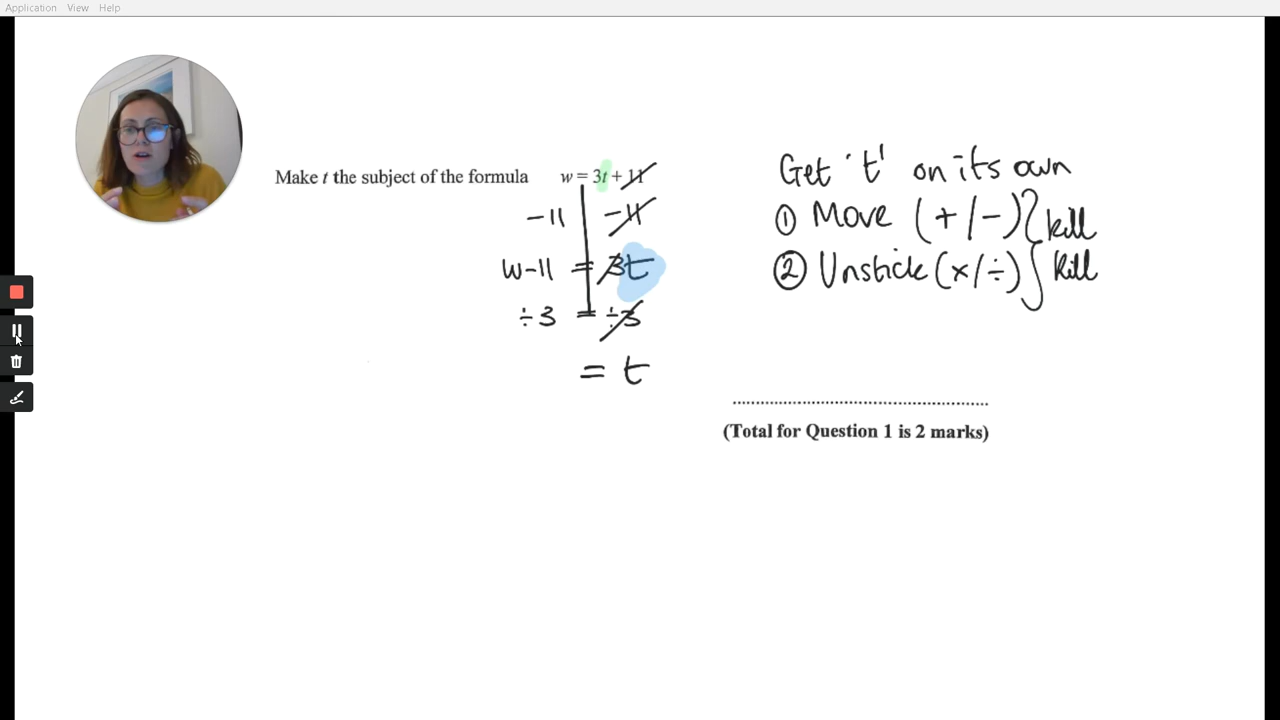 Application View Help
Make t the subject of the formula w = 3t + 11
-11 -11
w-11 = 3t
÷3 = ÷3
= t
Get 't' on its own
① Move (+/-) kill
② Unstick (×/÷) kill
(Total for Question 1 is 2 marks)